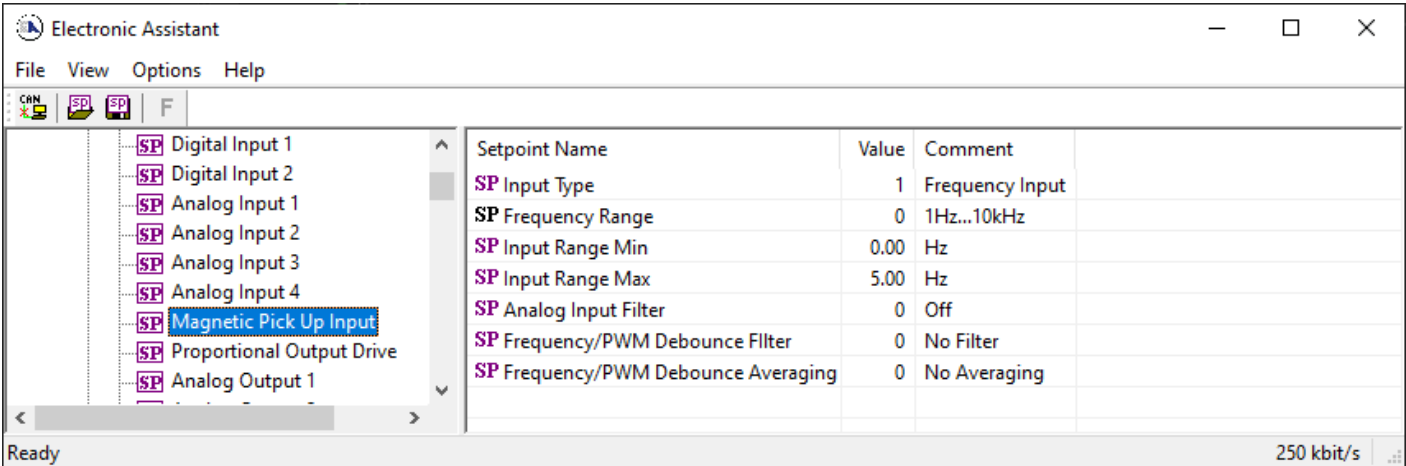 Electronic Assistant
File View Options Help
CAN SP SP F
SP Digital Input 1
SP Digital Input 2
SP Analog Input 1
SP Analog Input 2
SP Analog Input 3
SP Analog Input 4
SP Magnetic Pick Up Input
SP Proportional Output Drive
SP Analog Output 1
Setpoint Name Value Comment
SP Input Type 1 Frequency Input
SP Frequency Range 0 1Hz...10kHz
SP Input Range Min 0.00 Hz
SP Input Range Max 5.00 Hz
SP Analog Input Filter 0 Off
SP Frequency/PWM Debounce FIlter 0 No Filter
SP Frequency/PWM Debounce Averaging 0 No Averaging
Ready 250 kbit/s